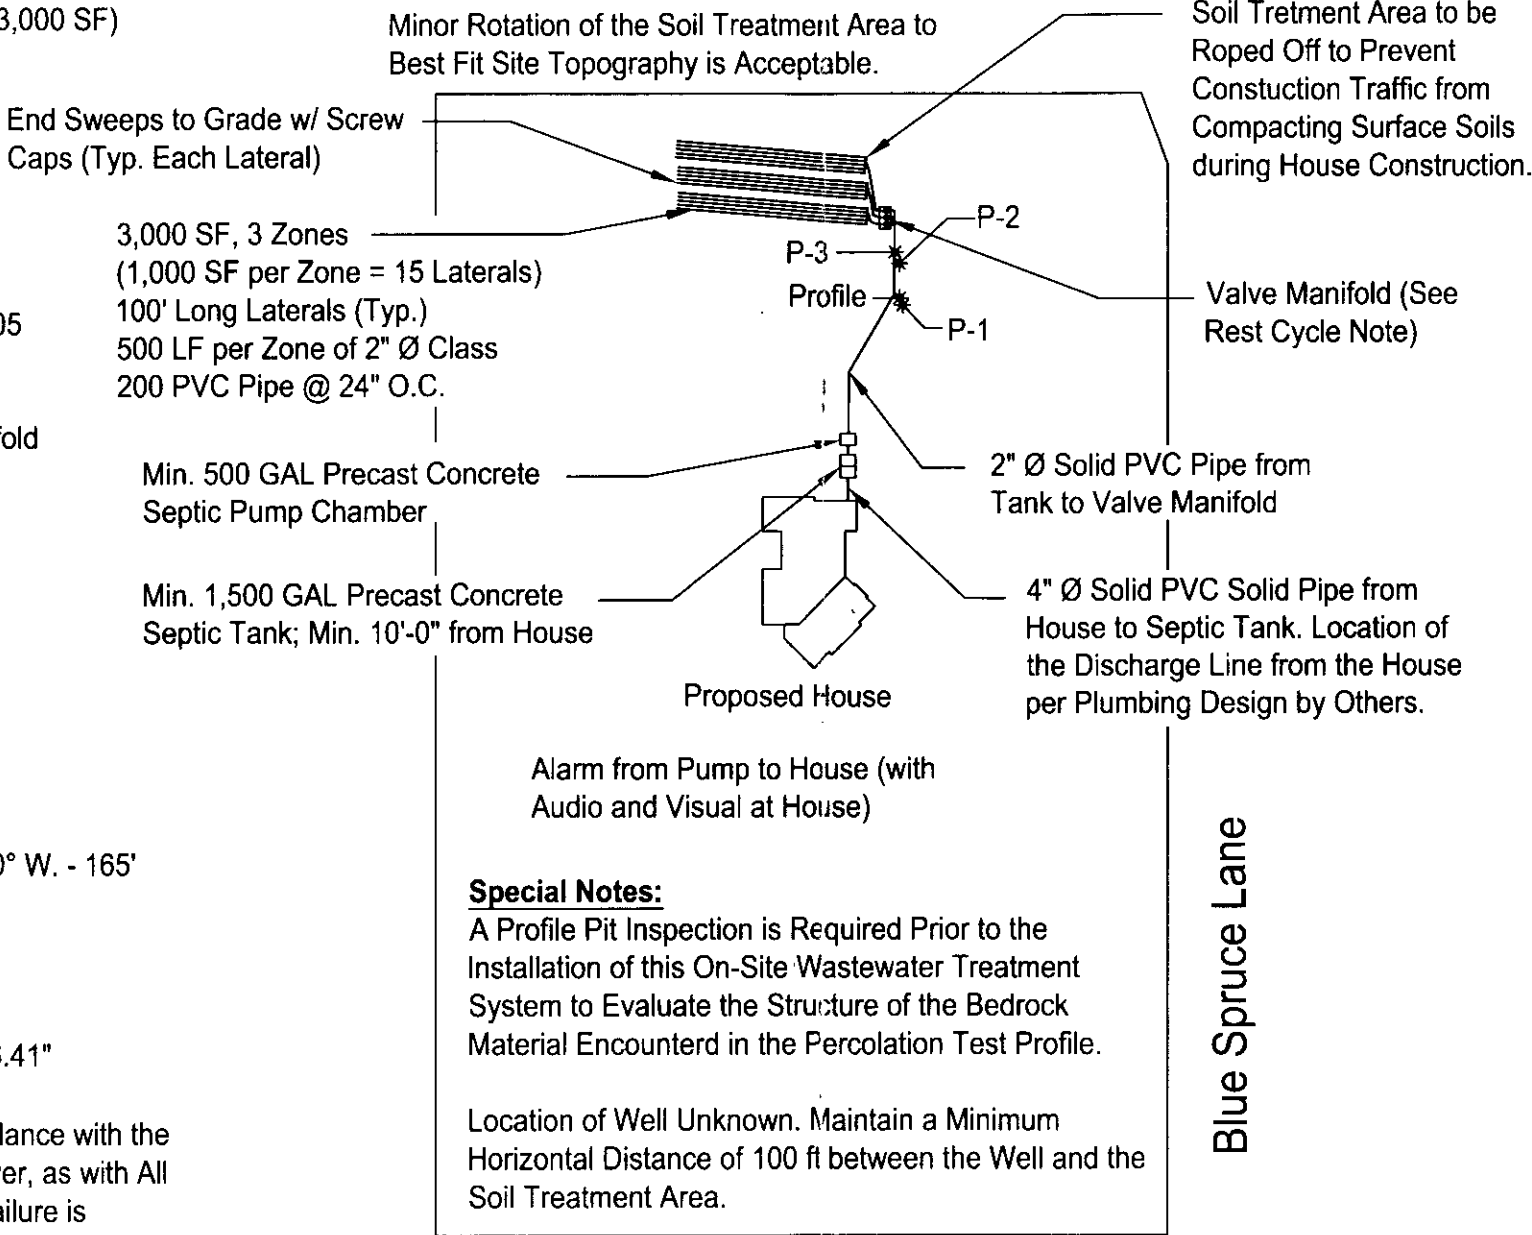 3,000 SF)
Minor Rotation of the Soil Treatment Area to
Best Fit Site Topography is Acceptable.
Soil Tretment Area to be
Roped Off to Prevent
Constuction Traffic from
Compacting Surface Soils
during House Construction.
End Sweeps to Grade w/ Screw
Caps (Typ. Each Lateral)
3,000 SF, 3 Zones
(1,000 SF per Zone = 15 Laterals)
100' Long Laterals (Typ.)
500 LF per Zone of 2" Ø Class
200 PVC Pipe @ 24" O.C.
P-2
P-3
Profile
P-1
Valve Manifold (See
Rest Cycle Note)
05
fold
Min. 500 GAL Precast Concrete
Septic Pump Chamber
2" Ø Solid PVC Pipe from
Tank to Valve Manifold
Min. 1,500 GAL Precast Concrete
Septic Tank; Min. 10'-0" from House
4" Ø Solid PVC Solid Pipe from
House to Septic Tank. Location of
the Discharge Line from the House
per Plumbing Design by Others.
Proposed House
Alarm from Pump to House (with
Audio and Visual at House)
0° W. - 165'
Special Notes:
A Profile Pit Inspection is Required Prior to the
Installation of this On-Site Wastewater Treatment
System to Evaluate the Structure of the Bedrock
Material Encounterd in the Percolation Test Profile.
.41"
Location of Well Unknown. Maintain a Minimum
Horizontal Distance of 100 ft between the Well and the
Soil Treatment Area.
dance with the
ver, as with All
ailure is
Blue Spruce Lane